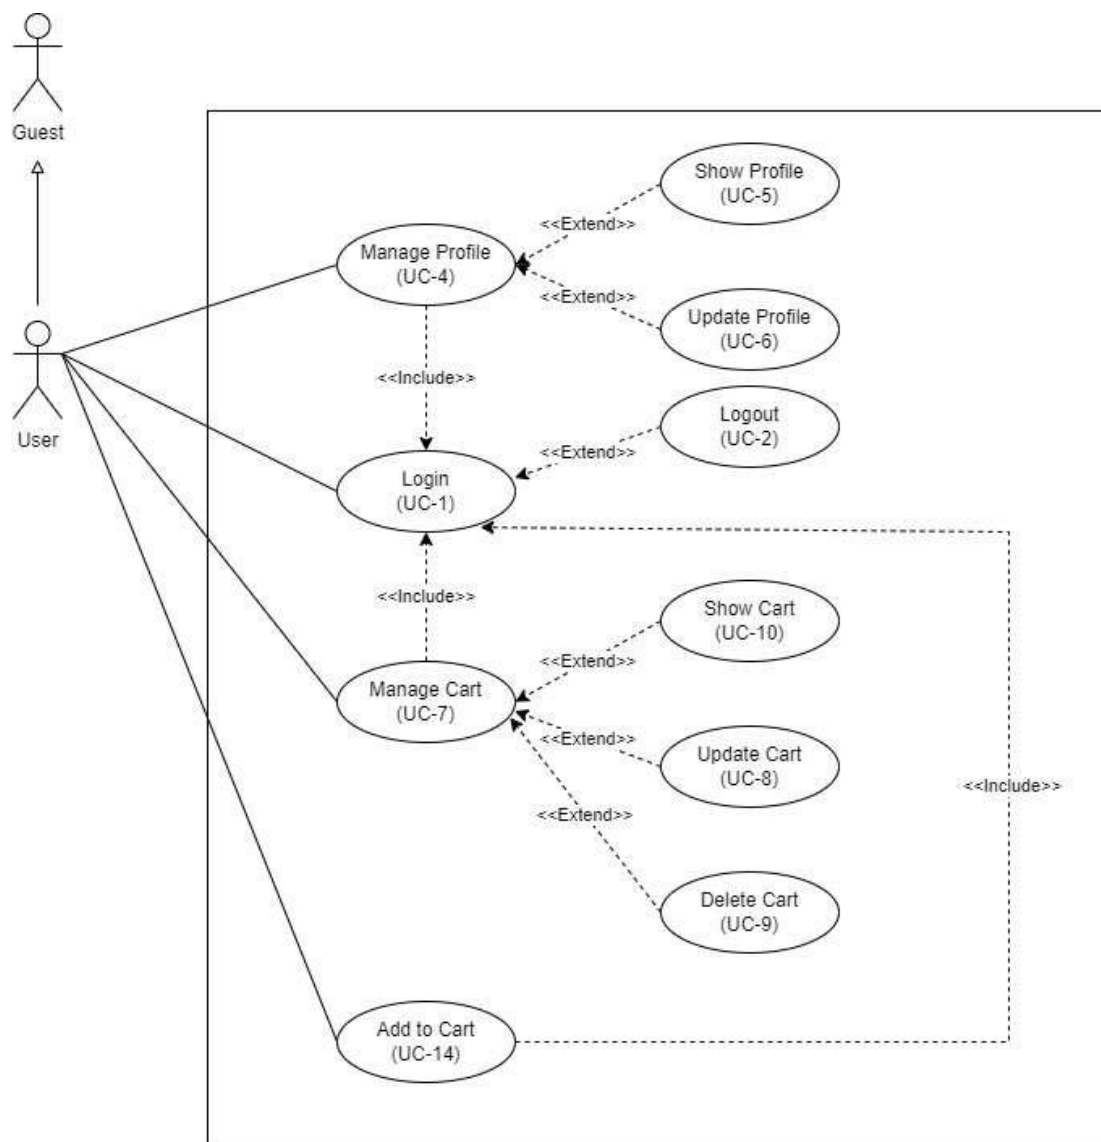 Guest
Show Profile
(UC-5)
<<Extend>>
Manage Profile
(UC-4)
<<Extend>>
Update Profile
(UC-6)
<<Include>>
Logout
(UC-2)
User
<<Extend>>
Login
(UC-1)
<<Include>>
Show Cart
(UC-10)
<<Extend>>
Manage Cart
(UC-7)
<<Extend>>
Update Cart
(UC-8)
<<Include>>
<<Extend>>
Delete Cart
(UC-9)
Add to Cart
(UC-14)